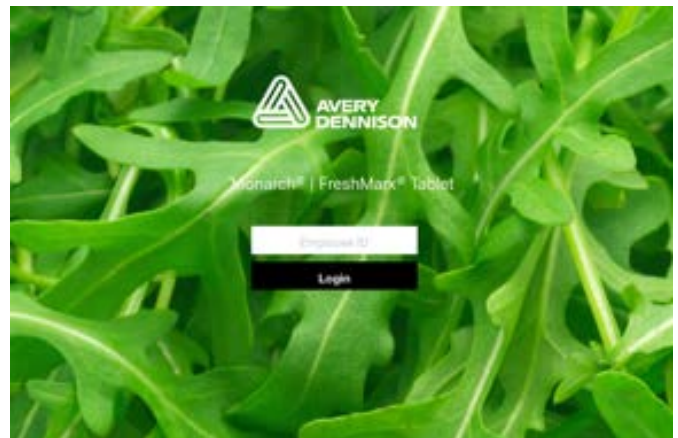 AVERY
DENNISON
Monarch® | FreshMarx® Tablet
Employee ID
Login